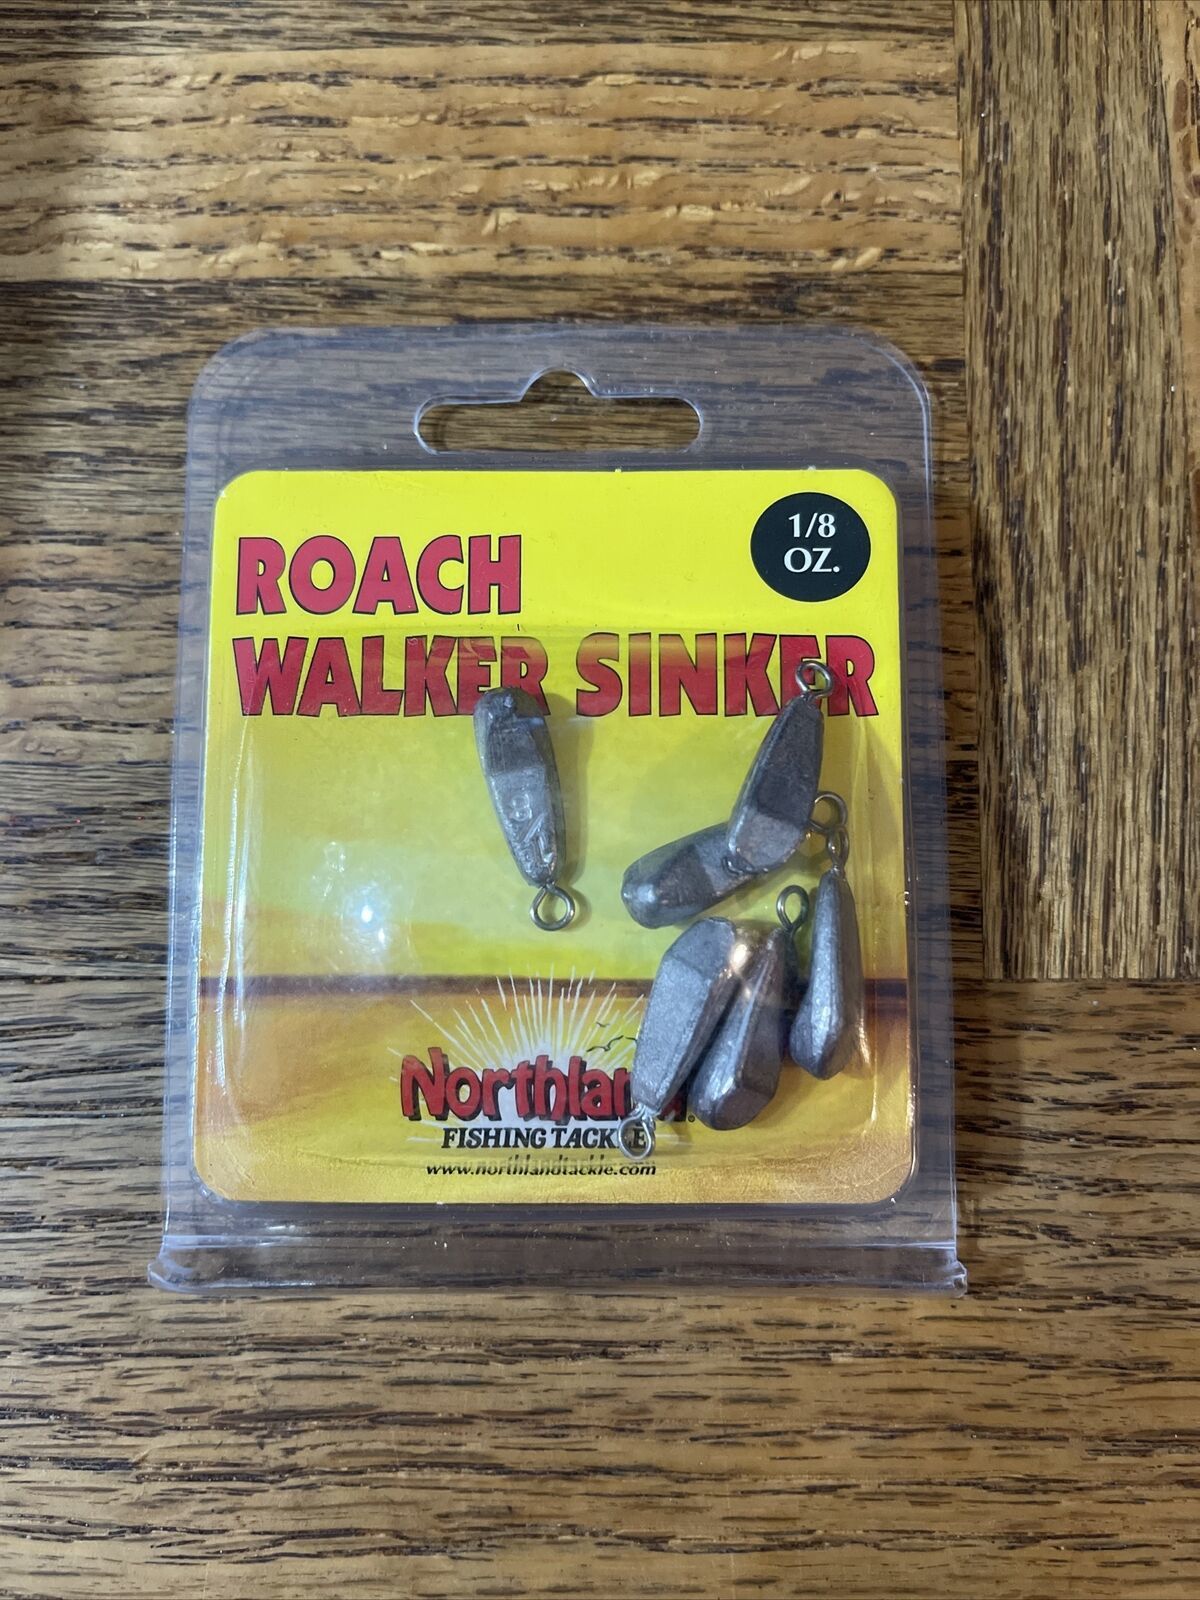 ROACH
WALKER SINKER
1/8
OZ.
Northland
FISHING TACKLE
www.northlandtackle.com